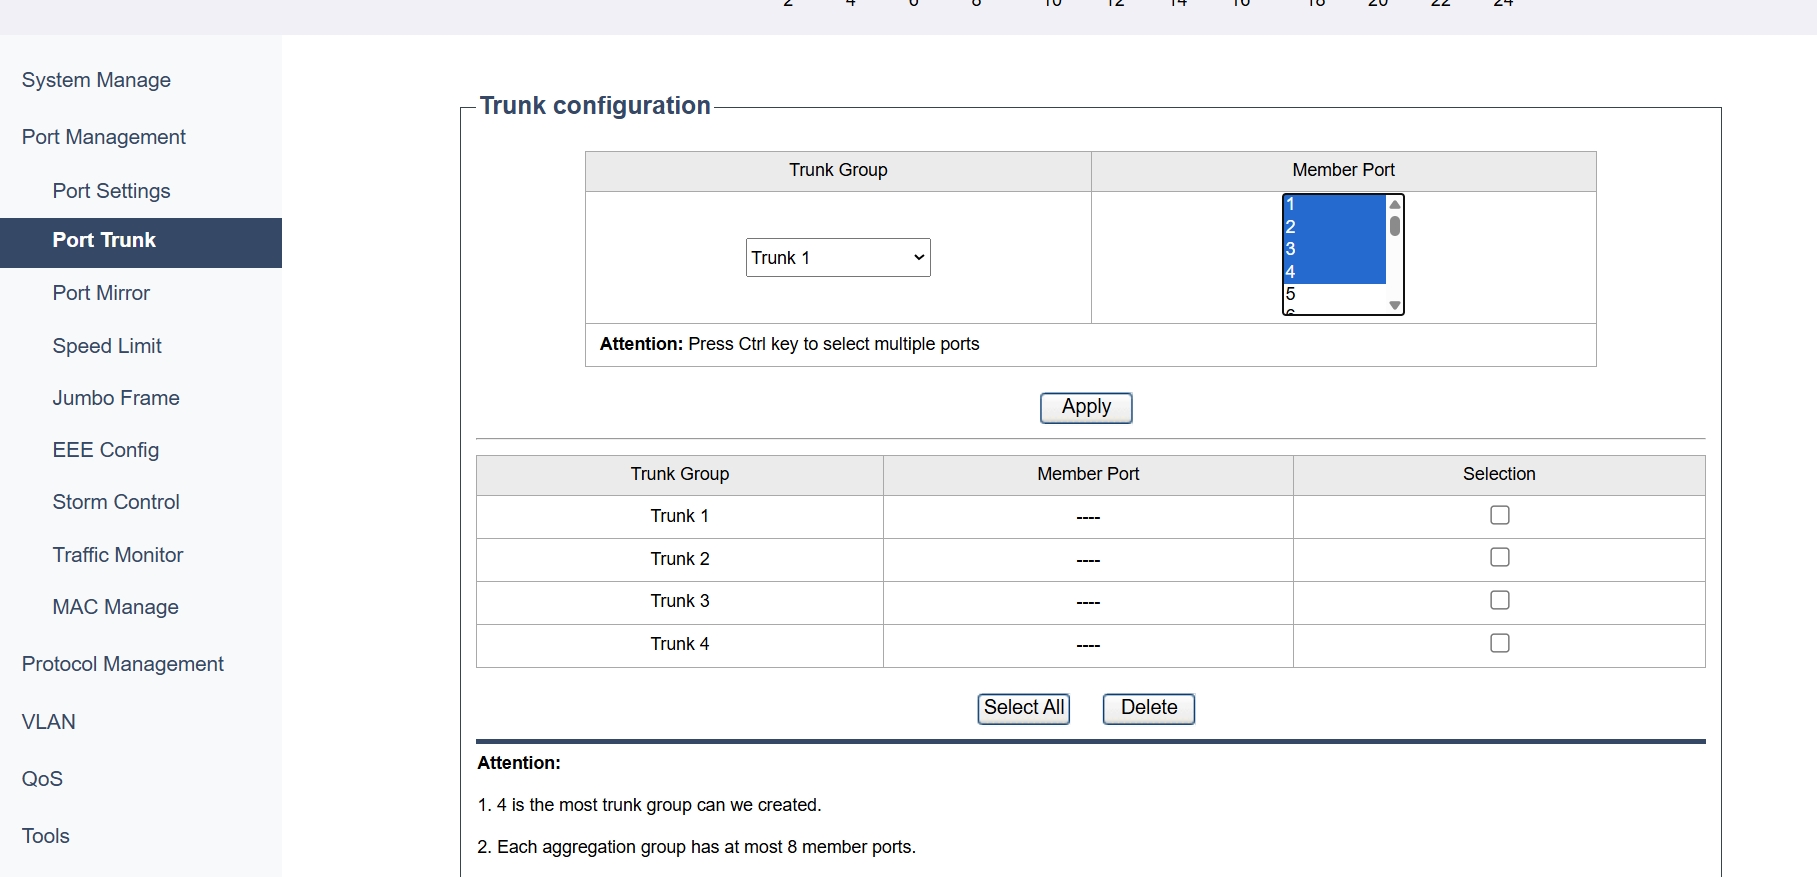 2 4 6 8 10 12 14 16 18 20 22 24
System Manage
Port Management
Port Settings
Port Trunk
Port Mirror
Speed Limit
Jumbo Frame
EEE Config
Storm Control
Traffic Monitor
MAC Manage
Protocol Management
VLAN
QoS
Tools
Trunk configuration
Trunk Group Member Port
Trunk 1
1
2
3
4
5
6
Attention: Press Ctrl key to select multiple ports
Apply
Trunk Group Member Port Selection
Trunk 1 ----
Trunk 2 ----
Trunk 3 ----
Trunk 4 ----
Select All Delete
Attention:
1. 4 is the most trunk group can we created.
2. Each aggregation group has at most 8 member ports.